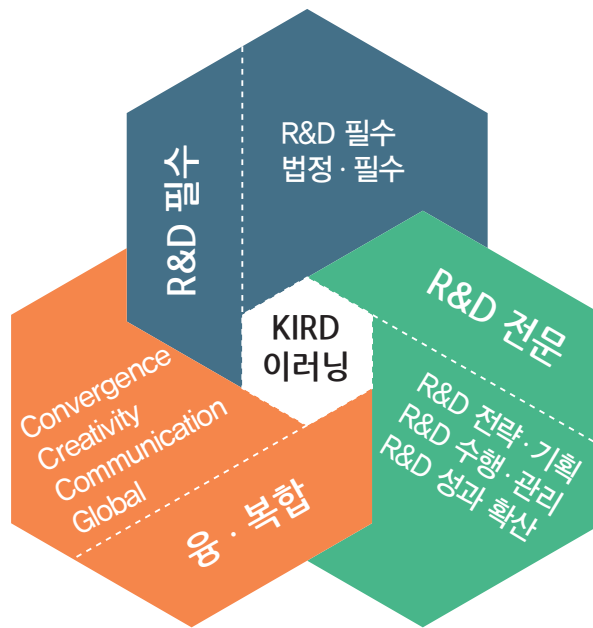 R&D 필수
R&D 필수
법정 · 필수
R&D 전문
R&D 전략 · 기획
R&D 수행 · 관리
R&D 성과 확산
KIRD
이러닝
Convergence
Creativity
Communication
Global
융 · 복합